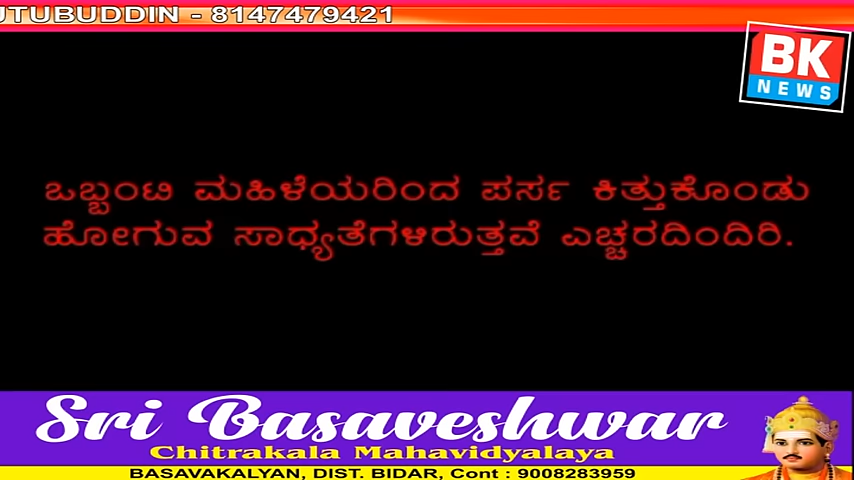 UTUBUDDIN - 8147479421
BK
NEWS
ಒಬ್ಬಂಟಿ ಮಹಿಳೆಯರಿಂದ ಪರ್ಸ ಕಿತ್ತುಕೊಂಡು
ಹೋಗುವ ಸಾಧ್ಯತೆಗಳಿರುತ್ತವೆ ಎಚ್ಚರದಿಂದಿರಿ.
Sri Basaveshwar
Chitrakala Mahavidyalaya
BASAVAKALYAN, DIST. BIDAR, Cont : 9008283959